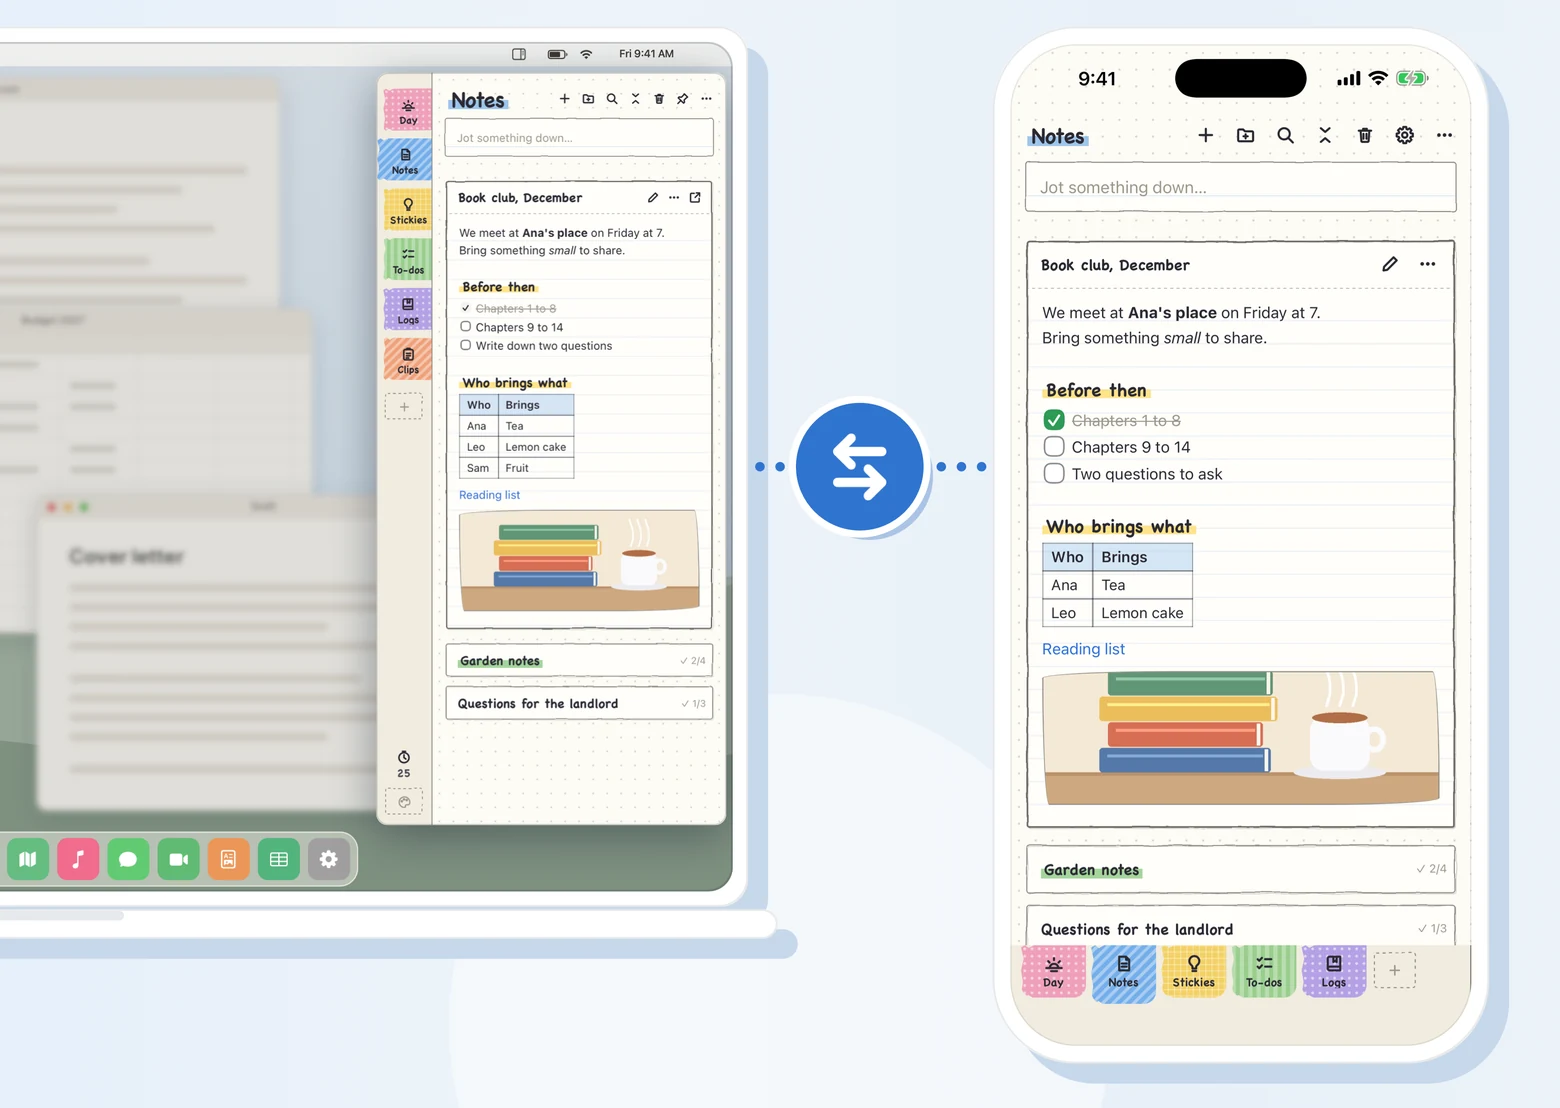 Fri 9:41 AM
Budget 2027
Draft
Cover letter
Day
Notes
Stickies
To-dos
Logs
Clips
25
Notes
Jot something down...
Book club, December
We meet at Ana's place on Friday at 7.
Bring something small to share.
Before then
Chapters 1 to 8
Chapters 9 to 14
Write down two questions
Who brings what
Who Brings
Ana Tea
Leo Lemon cake
Sam Fruit
Reading list
Garden notes 2/4
Questions for the landlord 1/3
9:41
Notes
Jot something down...
Book club, December
We meet at Ana's place on Friday at 7.
Bring something small to share.
Before then
Chapters 1 to 8
Chapters 9 to 14
Two questions to ask
Who brings what
Who Brings
Ana Tea
Leo Lemon cake
Reading list
Garden notes 2/4
Questions for the landlord 1/3
Day
Notes
Stickies
To-dos
Logs